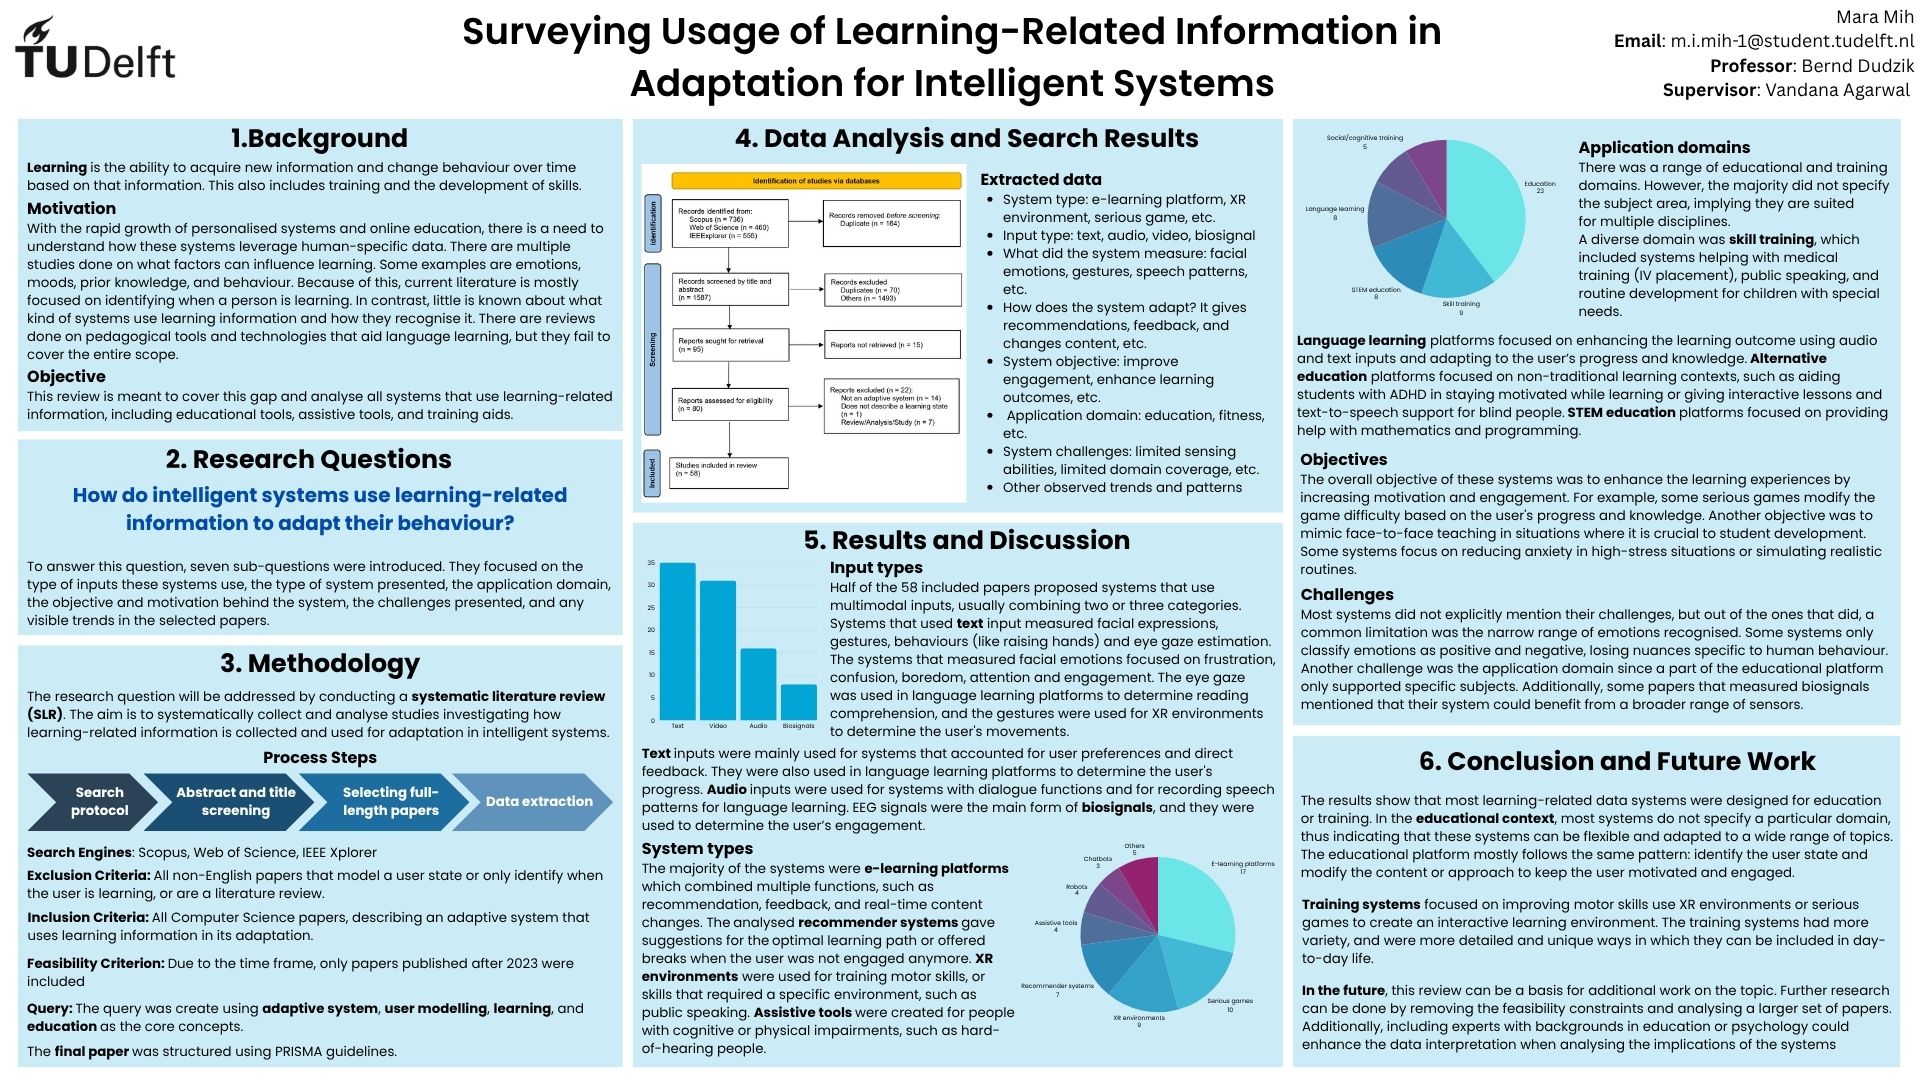 TUDelft
Surveying Usage of Learning-Related Information in
Adaptation for Intelligent Systems
Mara Mih
Email: m.i.mih-1@student.tudelft.nl
Professor: Bernd Dudzik
Supervisor: Vandana Agarwal
1.Background
Learning is the ability to acquire new information and change behaviour over time
based on that information. This also includes training and the development of skills.
Motivation
With the rapid growth of personalised systems and online education, there is a need to
understand how these systems leverage human-specific data. There are multiple
studies done on what factors can influence learning. Some examples are emotions,
moods, prior knowledge, and behaviour. Because of this, current literature is mostly
focused on identifying when a person is learning. In contrast, little is known about what
kind of systems use learning information and how they recognise it. There are reviews
done on pedagogical tools and technologies that aid language learning, but they fail to
cover the entire scope.
Objective
This review is meant to cover this gap and analyse all systems that use learning-related
information, including educational tools, assistive tools, and training aids.
2. Research Questions
How do intelligent systems use learning-related
information to adapt their behaviour?
To answer this question, seven sub-questions were introduced. They focused on the
type of inputs these systems use, the type of system presented, the application domain,
the objective and motivation behind the system, the challenges presented, and any
visible trends in the selected papers.
3. Methodology
The research question will be addressed by conducting a systematic literature review
(SLR). The aim is to systematically collect and analyse studies investigating how
learning-related information is collected and used for adaptation in intelligent systems.
Process Steps
Search
protocol
Abstract and title
screening
Selecting full-
length papers
Data extraction
Search Engines: Scopus, Web of Science, IEEE Xplorer
Exclusion Criteria: All non-English papers that model a user state or only identify when
the user is learning, or are a literature review.
Inclusion Criteria: All Computer Science papers, describing an adaptive system that
uses learning information in its adaptation.
Feasibility Criterion: Due to the time frame, only papers published after 2023 were
included
Query: The query was create using adaptive system, user modelling, learning, and
education as the core concepts.
The final paper was structured using PRISMA guidelines.
4. Data Analysis and Search Results
Identification of studies via databases
Identification
Records identified from:
Scopus (n = 736)
Web of Science (n = 460)
IEEExplorer (n = 555)
Records removed before screening:
Duplicate (n = 164)
Screening
Records screened by title and
abstract
(n = 1587)
Records excluded
Duplicates (n = 70)
Others (n = 1493)
Reports sought for retrieval
(n = 95)
Reports not retrieved (n = 15)
Reports assessed for eligibility
(n = 80)
Reports excluded (n = 22):
Not an adaptive system (n = 14)
Does not describe a learning state
(n = 1)
Review/Analysis/Study (n = 7)
Included
Studies included in review
(n = 58)
Extracted data
• System type: e-learning platform, XR
environment, serious game, etc.
• Input type: text, audio, video, biosignal
• What did the system measure: facial
emotions, gestures, speech patterns,
etc.
• How does the system adapt? It gives
recommendations, feedback, and
changes content, etc.
• System objective: improve
engagement, enhance learning
outcomes, etc.
• Application domain: education, fitness,
etc.
• System challenges: limited sensing
abilities, limited domain coverage, etc.
• Other observed trends and patterns
5. Results and Discussion
35
30
25
20
15
10
5
0
Text
Video
Audio
Biosignals
Input types
Half of the 58 included papers proposed systems that use
multimodal inputs, usually combining two or three categories.
Systems that used text input measured facial expressions,
gestures, behaviours (like raising hands) and eye gaze estimation.
The systems that measured facial emotions focused on frustration,
confusion, boredom, attention and engagement. The eye gaze
was used in language learning platforms to determine reading
comprehension, and the gestures were used for XR environments
to determine the user's movements.
Text inputs were mainly used for systems that accounted for user preferences and direct
feedback. They were also used in language learning platforms to determine the user's
progress. Audio inputs were used for systems with dialogue functions and for recording speech
patterns for language learning. EEG signals were the main form of biosignals, and they were
used to determine the user's engagement.
System types
The majority of the systems were e-learning platforms
which combined multiple functions, such as
recommendation, feedback, and real-time content
changes. The analysed recommender systems gave
suggestions for the optimal learning path or offered
breaks when the user was not engaged anymore. XR
environments were used for training motor skills, or
skills that required a specific environment, such as
public speaking. Assistive tools were created for people
with cognitive or physical impairments, such as hard-
of-hearing people.
Others
5
Chatbots
3
Robots
4
Assistive tools
4
Recommender systems
7
XR environments
9
Serious games
10
E-learning platforms
17
Social/cognitive training
5
Education
23
Language learning
8
STEM education
8
Skill training
9
Application domains
There was a range of educational and training
domains. However, the majority did not specify
the subject area, implying they are suited
for multiple disciplines.
A diverse domain was skill training, which
included systems helping with medical
training (IV placement), public speaking, and
routine development for children with special
needs.
Language learning platforms focused on enhancing the learning outcome using audio
and text inputs and adapting to the user's progress and knowledge. Alternative
education platforms focused on non-traditional learning contexts, such as aiding
students with ADHD in staying motivated while learning or giving interactive lessons and
text-to-speech support for blind people. STEM education platforms focused on providing
help with mathematics and programming.
Objectives
The overall objective of these systems was to enhance the learning experiences by
increasing motivation and engagement. For example, some serious games modify the
game difficulty based on the user's progress and knowledge. Another objective was to
mimic face-to-face teaching in situations where it is crucial to student development.
Some systems focus on reducing anxiety in high-stress situations or simulating realistic
routines.
Challenges
Most systems did not explicitly mention their challenges, but out of the ones that did, a
common limitation was the narrow range of emotions recognised. Some systems only
classify emotions as positive and negative, losing nuances specific to human behaviour.
Another challenge was the application domain since a part of the educational platform
only supported specific subjects. Additionally, some papers that measured biosignals
mentioned that their system could benefit from a broader range of sensors.
6. Conclusion and Future Work
The results show that most learning-related data systems were designed for education
or training. In the educational context, most systems do not specify a particular domain,
thus indicating that these systems can be flexible and adapted to a wide range of topics.
The educational platform mostly follows the same pattern: identify the user state and
modify the content or approach to keep the user motivated and engaged.
Training systems focused on improving motor skills use XR environments or serious
games to create an interactive learning environment. The training systems had more
variety, and were more detailed and unique ways in which they can be included in day-
to-day life.
In the future, this review can be a basis for additional work on the topic. Further research
can be done by removing the feasibility constraints and analysing a larger set of papers.
Additionally, including experts with backgrounds in education or psychology could
enhance the data interpretation when analysing the implications of the systems